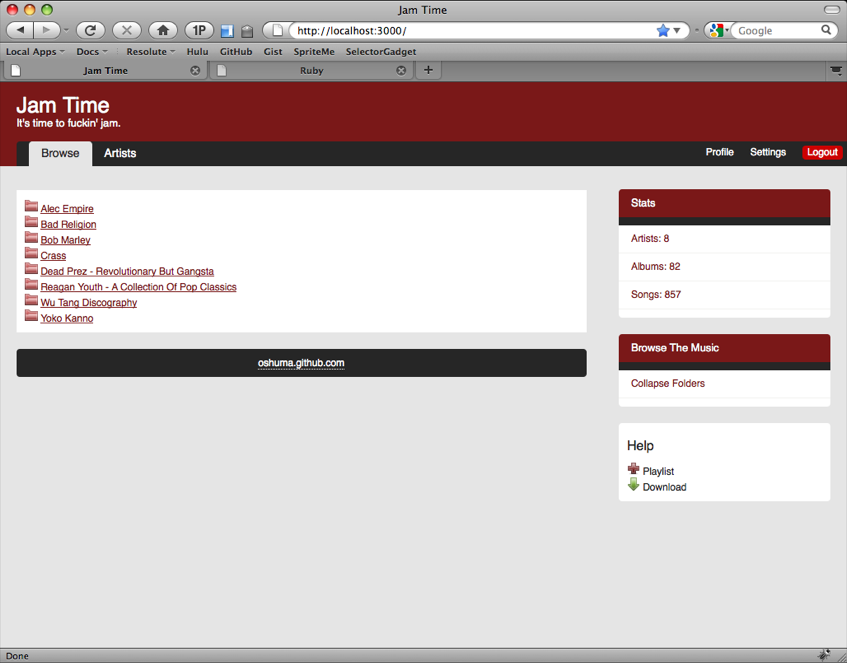 Jam Time
1P
http://localhost:3000/
Google
Local Apps Docs Resolute Hulu GitHub Gist SpriteMe SelectorGadget
Jam Time Ruby +
Jam Time
It's time to fuckin' jam.
Browse Artists Profile Settings Logout
Alec Empire
Bad Religion
Bob Marley
Crass
Dead Prez - Revolutionary But Gangsta
Reagan Youth - A Collection Of Pop Classics
Wu Tang Discography
Yoko Kanno
oshuma.github.com
Stats
Artists: 8
Albums: 82
Songs: 857
Browse The Music
Collapse Folders
Help
Playlist
Download
Done